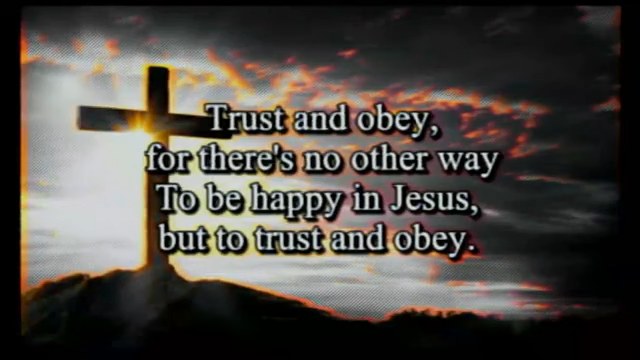 Trust and obey,
for there's no other way
To be happy in Jesus,
but to trust and obey.